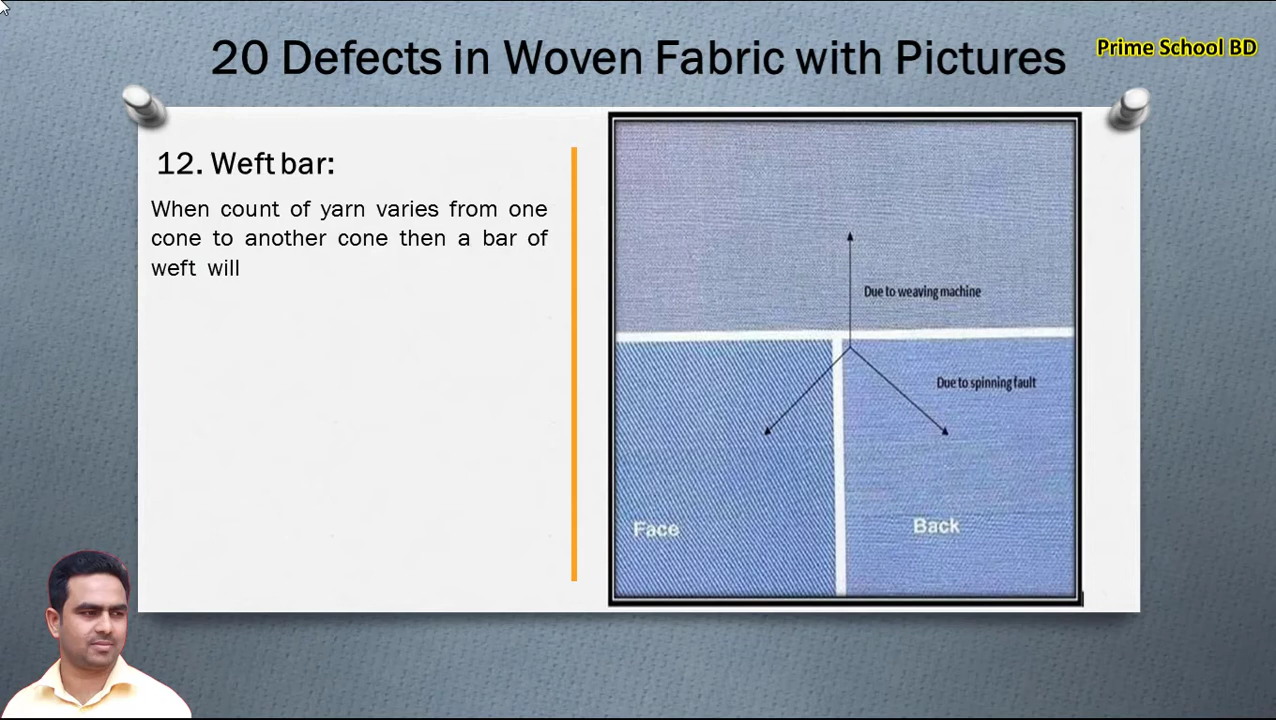 20 Defects in Woven Fabric with Pictures
Prime School BD
12. Weft bar:
When count of yarn varies from one
cone to another cone then a bar of
weft will
Due to weaving machine
Due to spinning fault
Face
Back